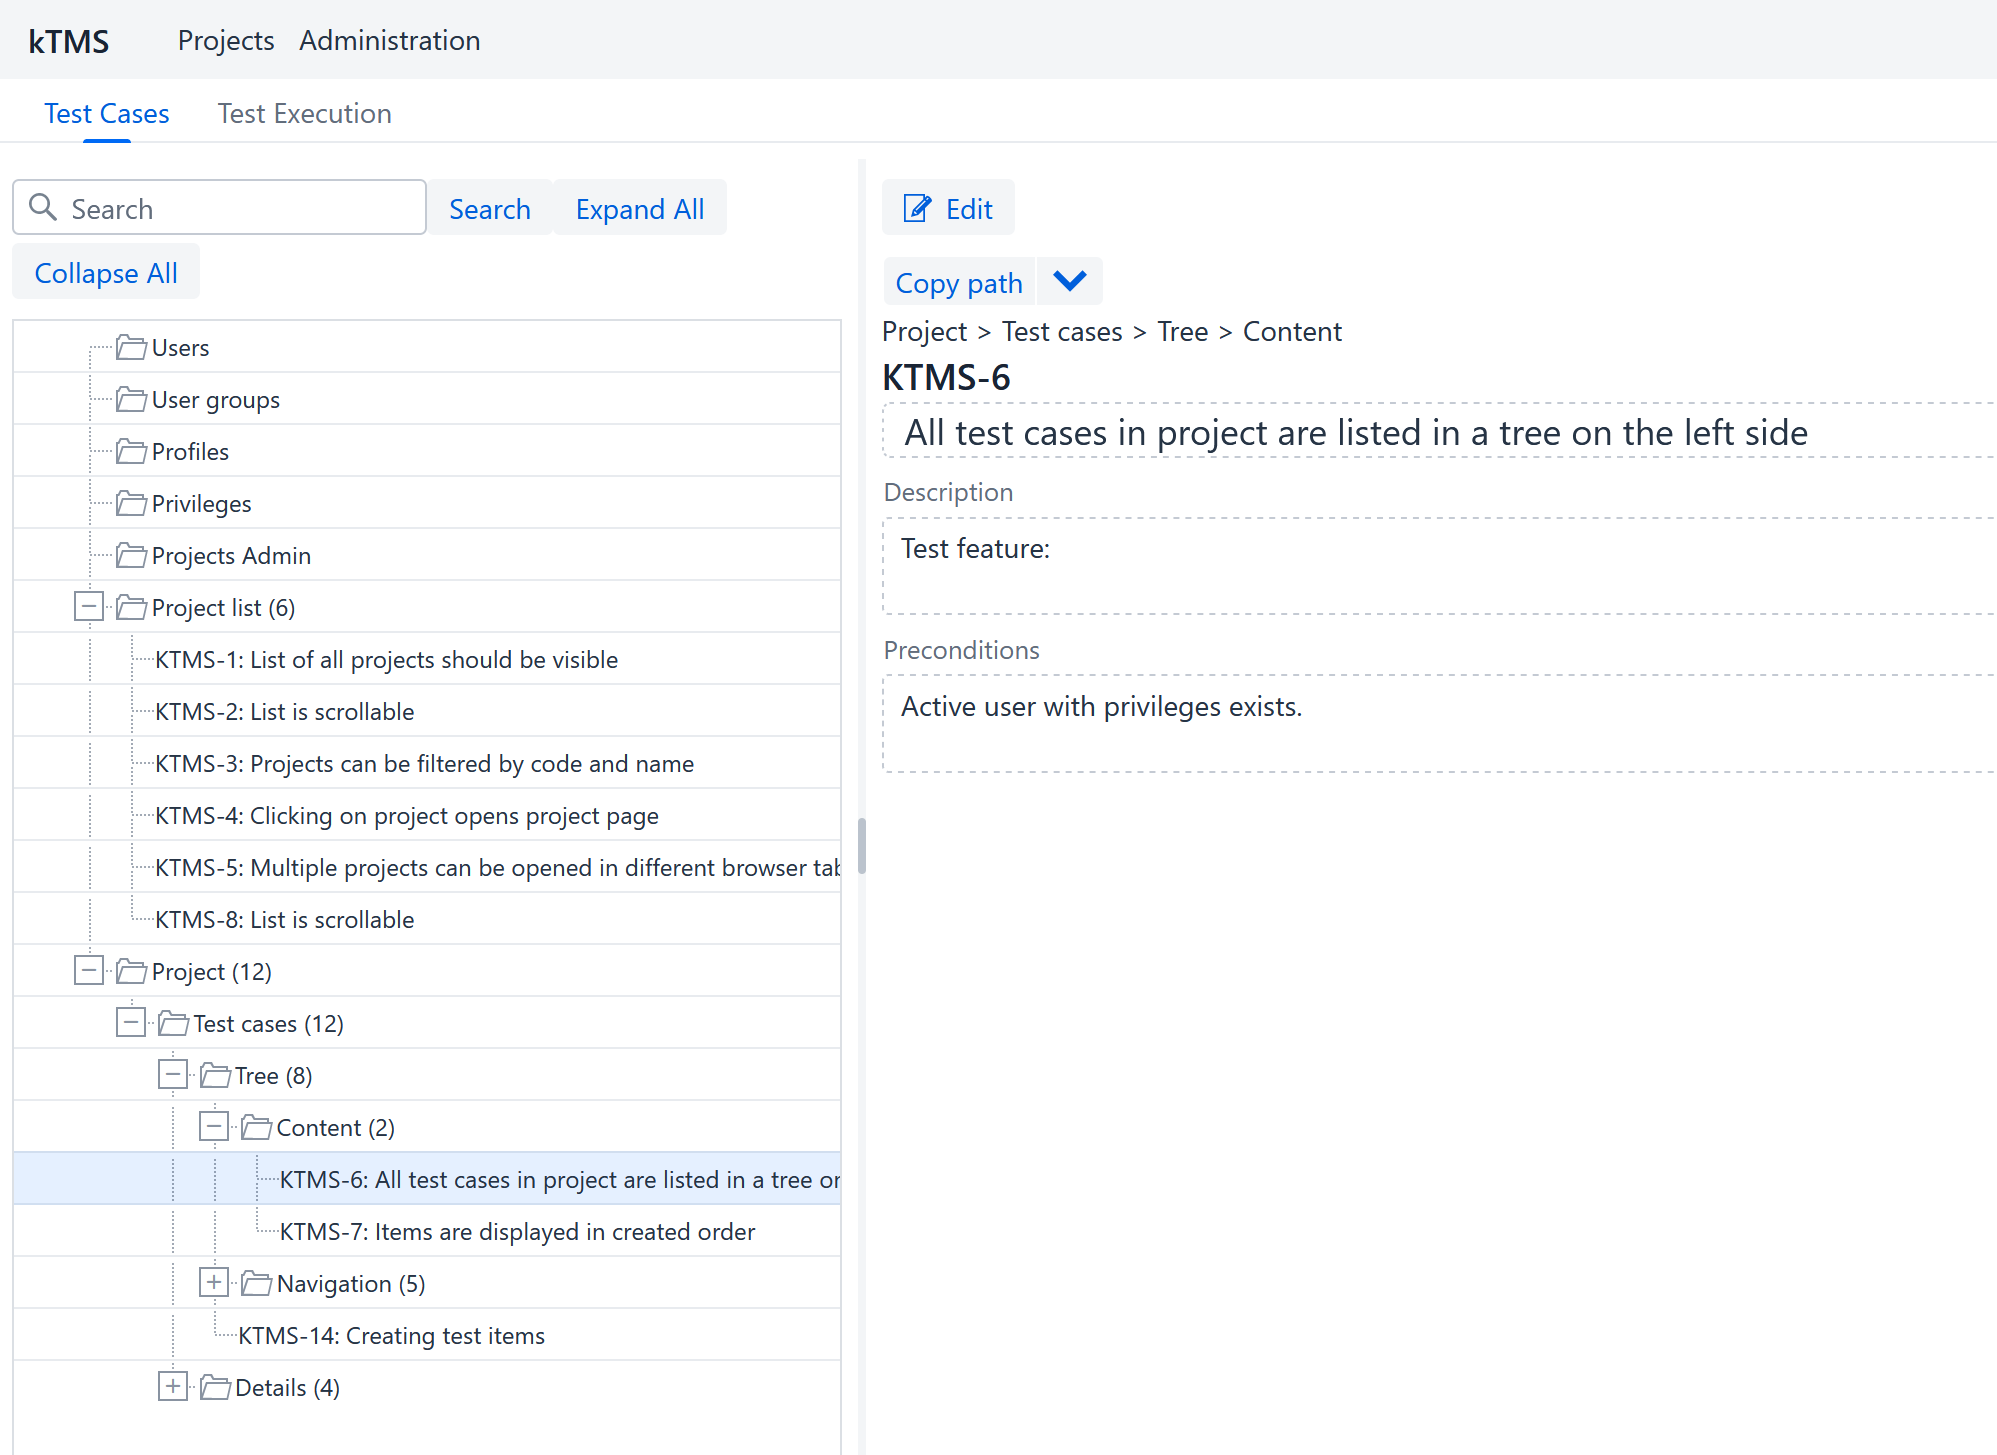 kTMS Projects Administration
Test Cases Test Execution
Search Search Expand All
Collapse All
Users
User groups
Profiles
Privileges
Projects Admin
Project list (6)
KTMS-1: List of all projects should be visible
KTMS-2: List is scrollable
KTMS-3: Projects can be filtered by code and name
KTMS-4: Clicking on project opens project page
KTMS-5: Multiple projects can be opened in different browser tab
KTMS-8: List is scrollable
Project (12)
Test cases (12)
Tree (8)
Content (2)
KTMS-6: All test cases in project are listed in a tree on
KTMS-7: Items are displayed in created order
Navigation (5)
KTMS-14: Creating test items
Details (4)
Edit
Copy path
Project > Test cases > Tree > Content
KTMS-6
All test cases in project are listed in a tree on the left side
Description
Test feature:
Preconditions
Active user with privileges exists.